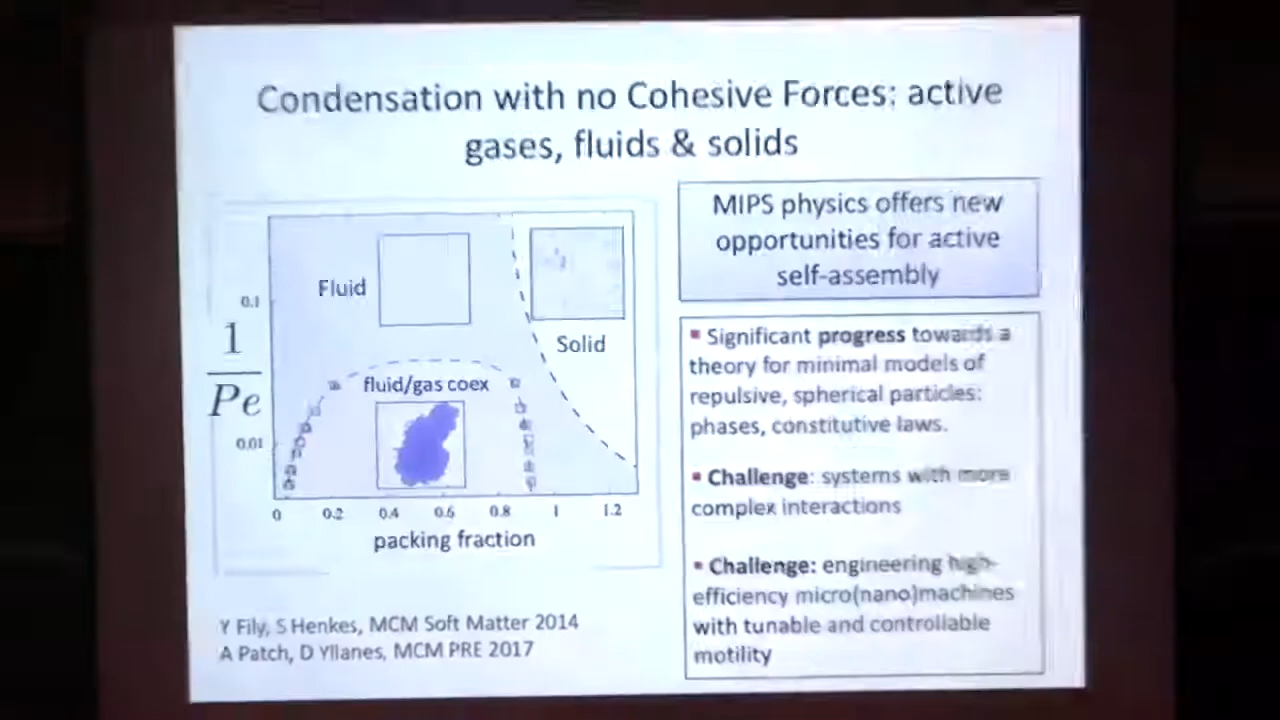 Condensation with no Cohesive Forces: active
gases, fluids & solids
MIPS physics offers new
opportunities for active
self-assembly
Fluid
Solid
fluid/gas coex
0.1
1
Pe
0.01
0
0.2
0.4
0.6
0.8
1
1.2
packing fraction
▪ Significant progress towards a
theory for minimal models of
repulsive, spherical particles:
phases, constitutive laws.
▪ Challenge: systems with more
complex interactions
▪ Challenge: engineering high-
efficiency micro(nano)machines
with tunable and controllable
motility
Y Fily, S Henkes, MCM Soft Matter 2014
A Patch, D Yllanes, MCM PRE 2017